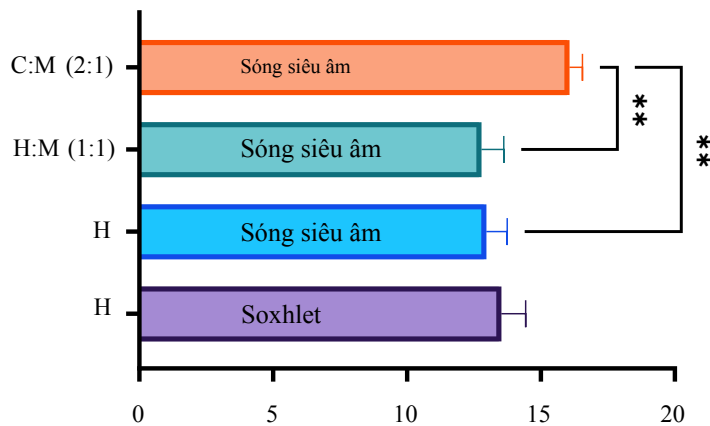 C:M (2:1)
Sóng siêu âm
**
H:M (1:1)
Sóng siêu âm
**
H
Sóng siêu âm
H
Soxhlet
0 5 10 15 20